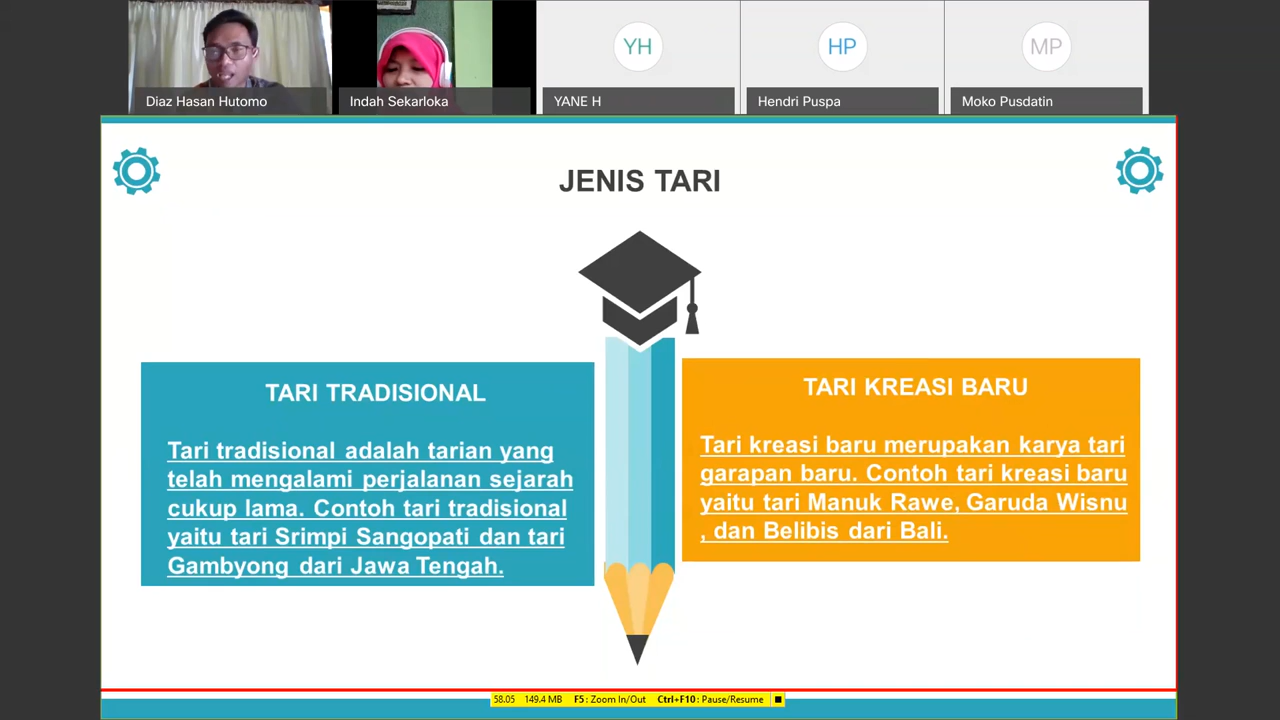 YH
HP
MP
Diaz Hasan Hutomo
Indah Sekarloka
YANE H
Hendri Puspa
Moko Pusdatin
JENIS TARI
TARI TRADISIONAL
Tari tradisional adalah tarian yang
telah mengalami perjalanan sejarah
cukup lama. Contoh tari tradisional
yaitu tari Srimpi Sangopati dan tari
Gambyong dari Jawa Tengah.
TARI KREASI BARU
Tari kreasi baru merupakan karya tari
garapan baru. Contoh tari kreasi baru
yaitu tari Manuk Rawe, Garuda Wisnu
, dan Belibis dari Bali.
58.05 149.4 MB F5: Zoom In/Out Ctrl+F10: Pause/Resume